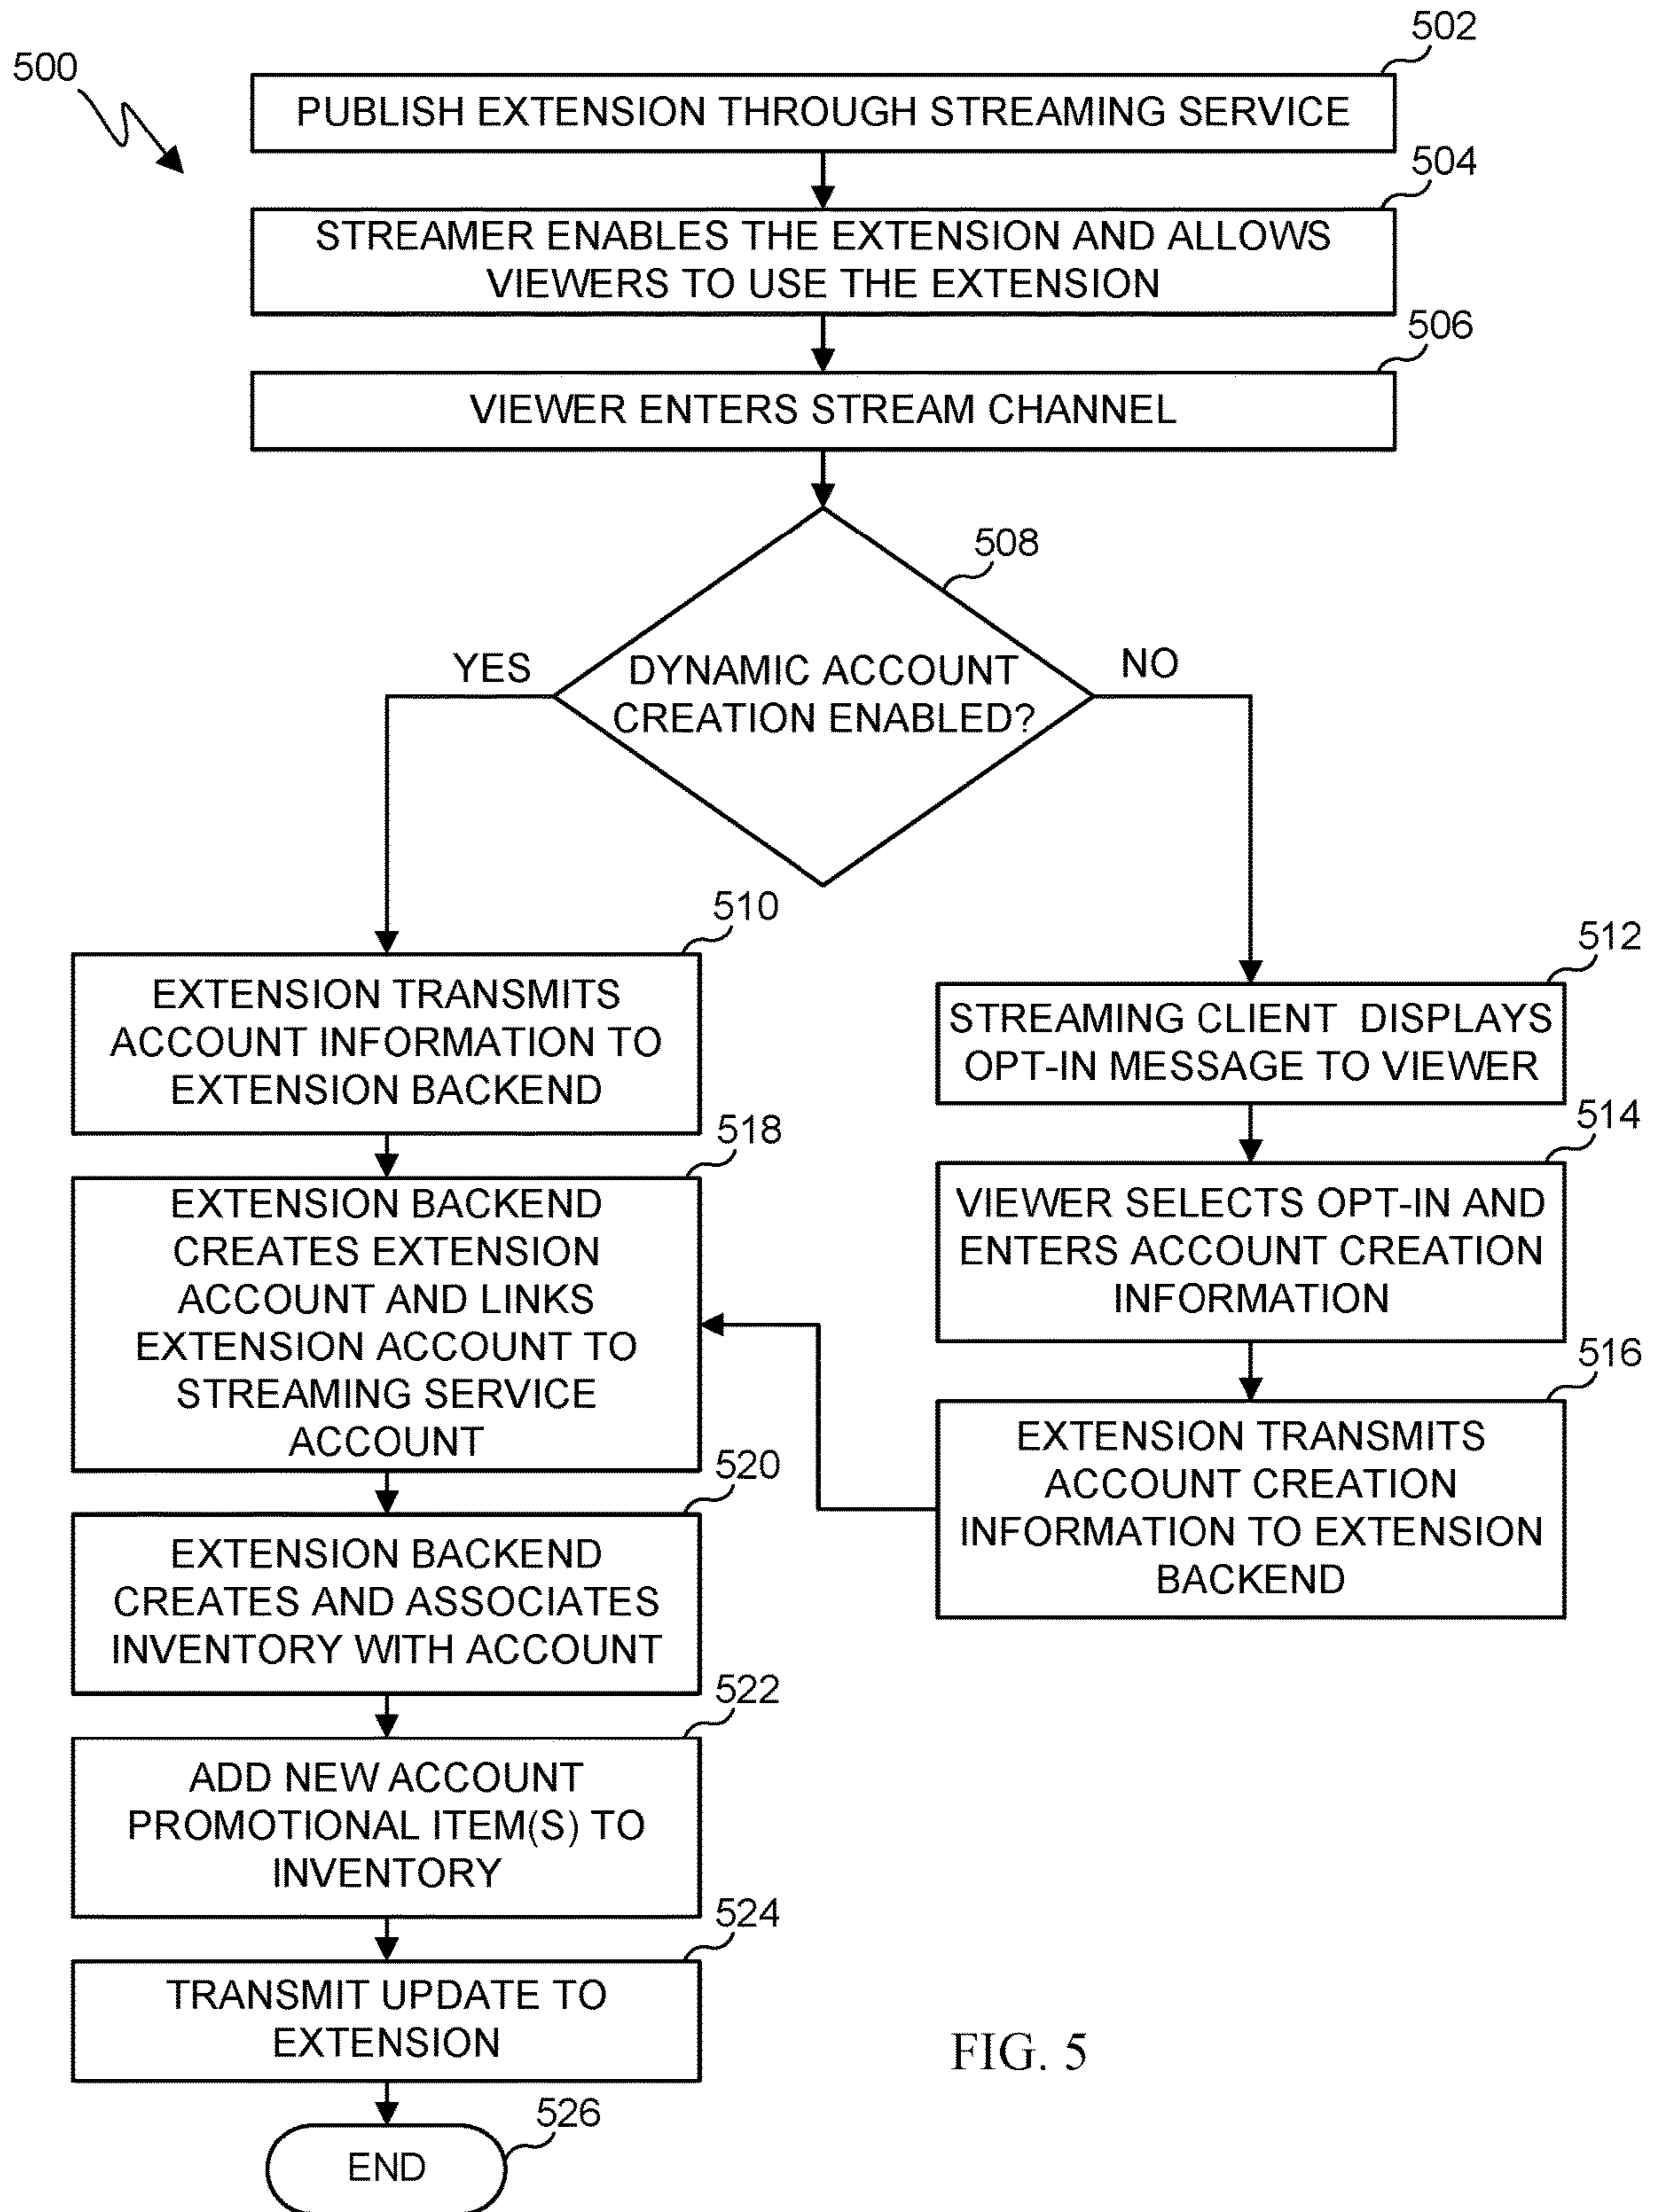 500
502
PUBLISH EXTENSION THROUGH STREAMING SERVICE
504
STREAMER ENABLES THE EXTENSION AND ALLOWS
VIEWERS TO USE THE EXTENSION
506
VIEWER ENTERS STREAM CHANNEL
508
DYNAMIC ACCOUNT
CREATION ENABLED?
YES
NO
510
EXTENSION TRANSMITS
ACCOUNT INFORMATION TO
EXTENSION BACKEND
512
STREAMING CLIENT DISPLAYS
OPT-IN MESSAGE TO VIEWER
514
VIEWER SELECTS OPT-IN AND
ENTERS ACCOUNT CREATION
INFORMATION
516
EXTENSION TRANSMITS
ACCOUNT CREATION
INFORMATION TO EXTENSION
BACKEND
518
EXTENSION BACKEND
CREATES EXTENSION
ACCOUNT AND LINKS
EXTENSION ACCOUNT TO
STREAMING SERVICE
ACCOUNT
520
EXTENSION BACKEND
CREATES AND ASSOCIATES
INVENTORY WITH ACCOUNT
522
ADD NEW ACCOUNT
PROMOTIONAL ITEM(S) TO
INVENTORY
524
TRANSMIT UPDATE TO
EXTENSION
526
END
FIG. 5